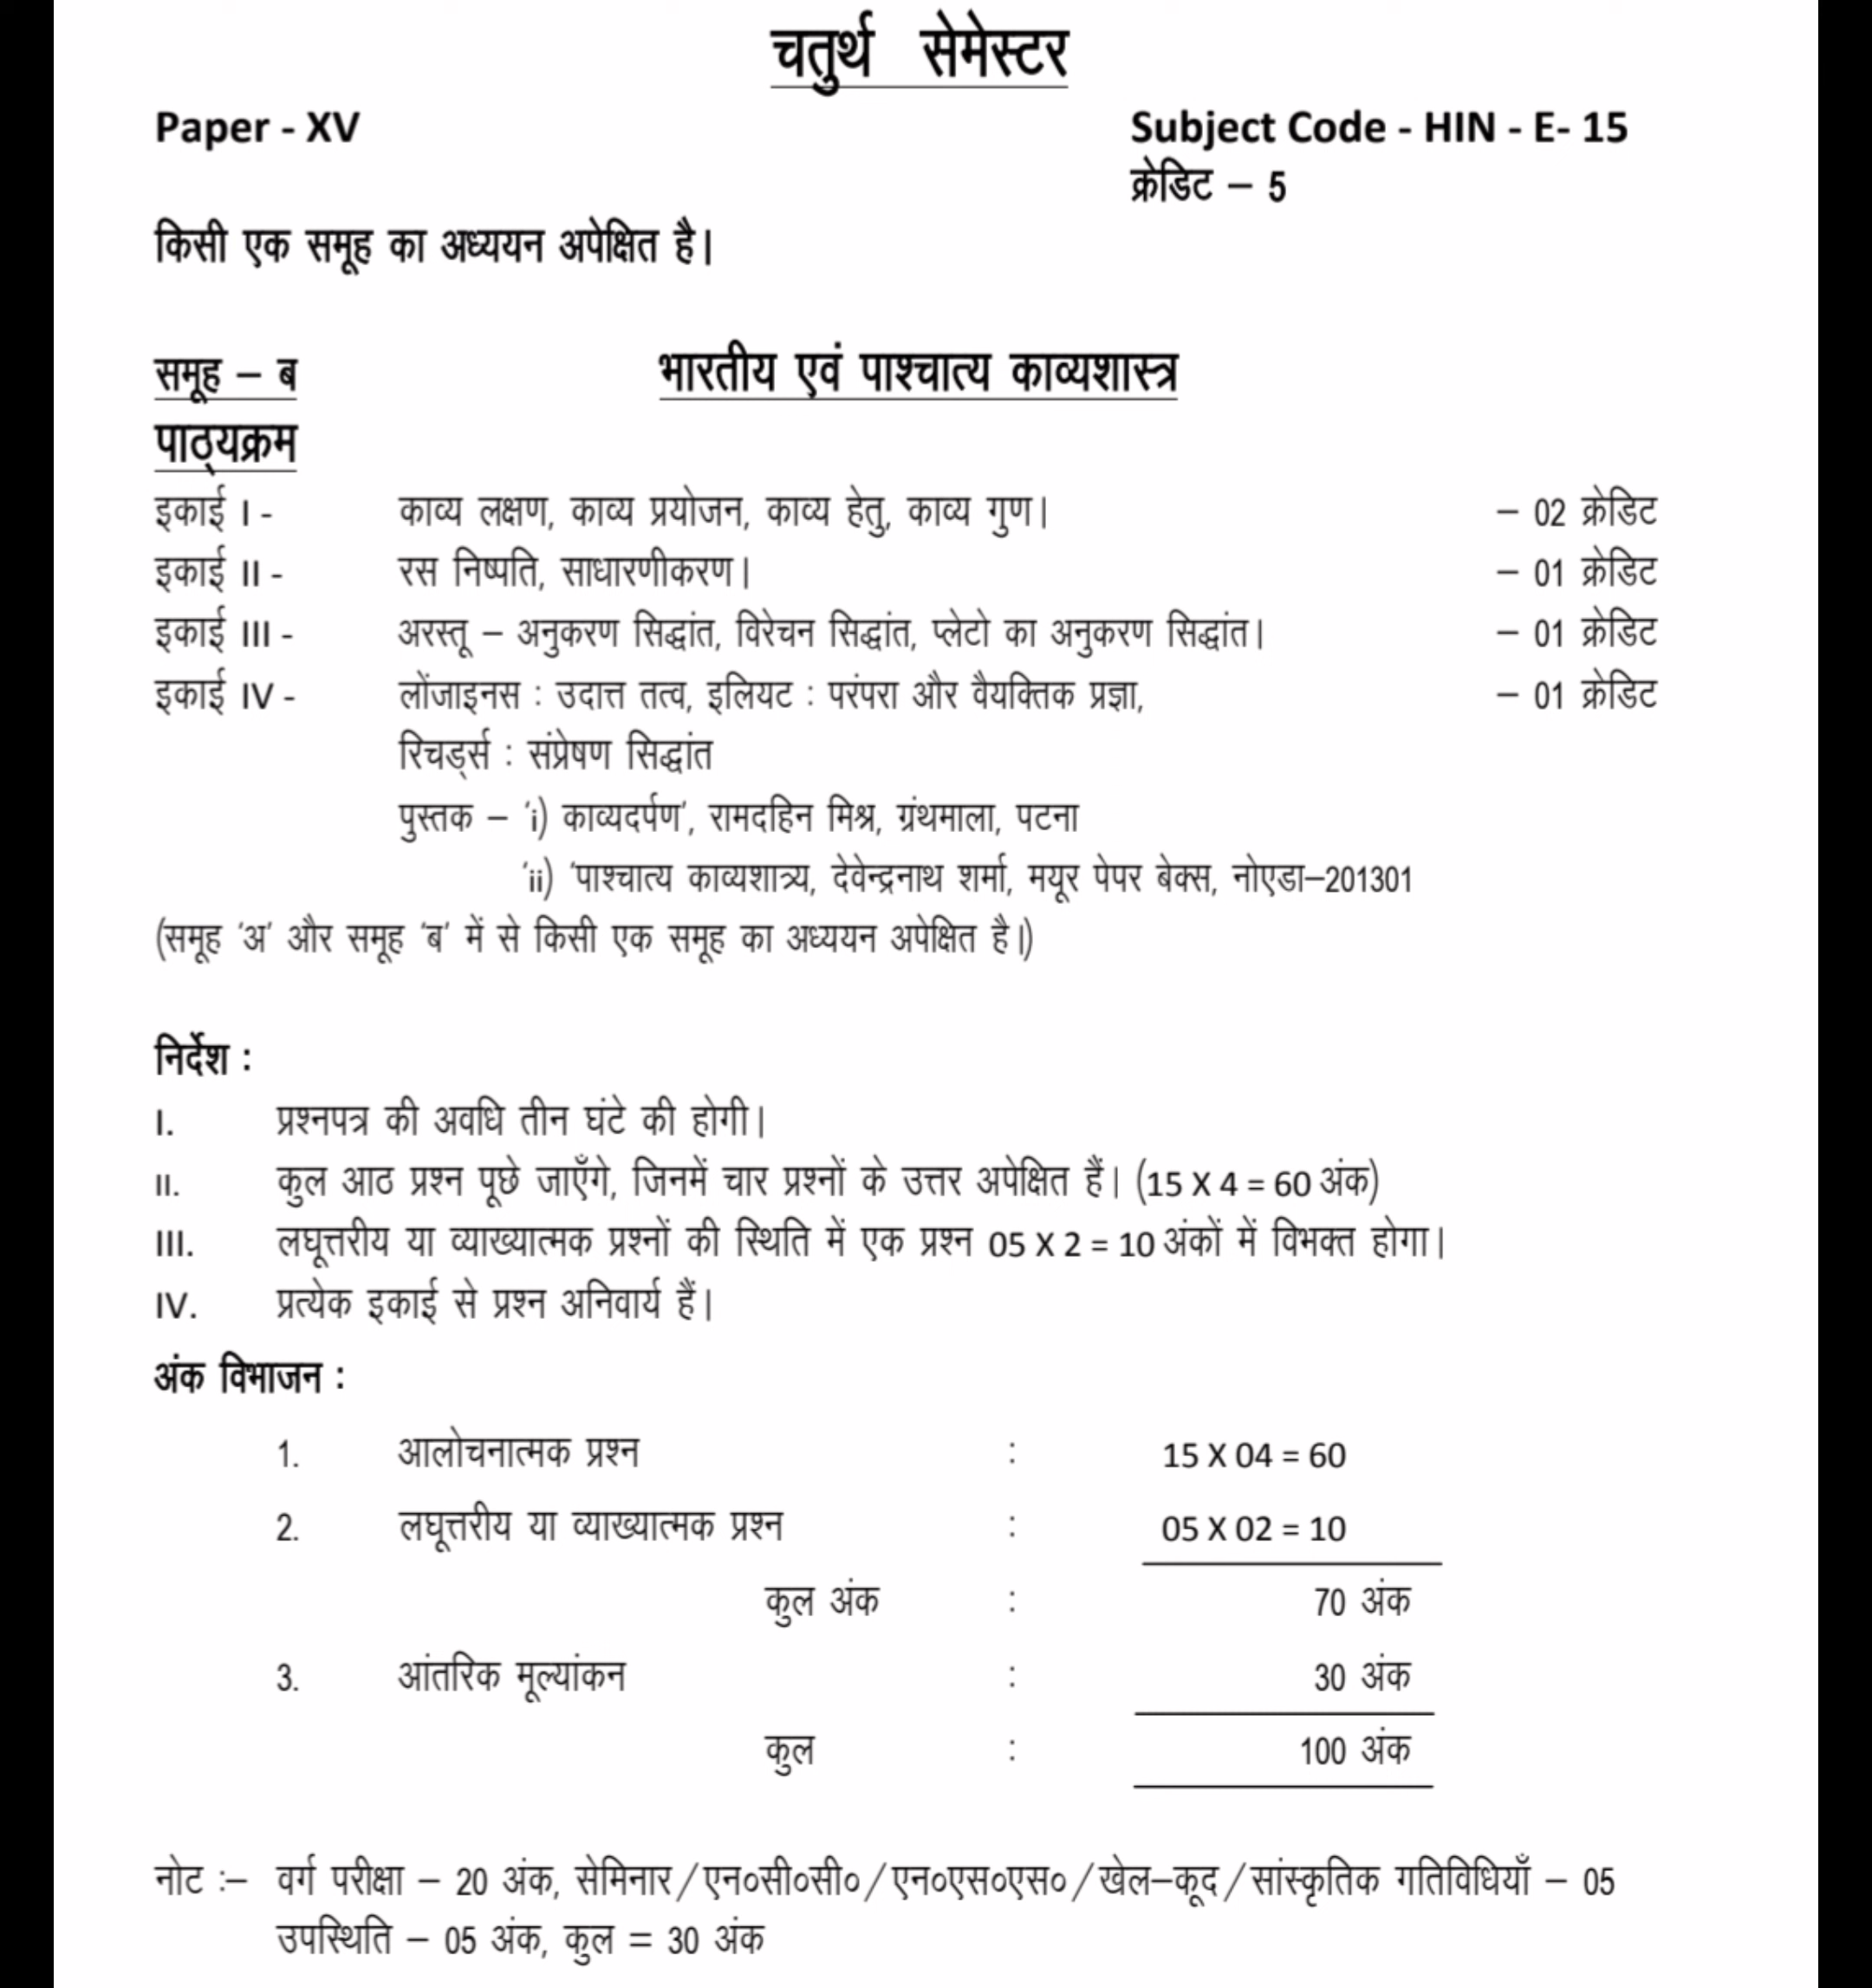 चतुर्थ सेमेस्टर
Paper - XV
Subject Code - HIN - E- 15
क्रेडिट – 5
किसी एक समूह का अध्ययन अपेक्षित है।
समूह – ब भारतीय एवं पाश्चात्य काव्यशास्त्र
पाठ्यक्रम
इकाई I - काव्य लक्षण, काव्य प्रयोजन, काव्य हेतु, काव्य गुण। – 02 क्रेडिट
इकाई II - रस निष्पति, साधारणीकरण। – 01 क्रेडिट
इकाई III - अरस्तू – अनुकरण सिद्धांत, विरेचन सिद्धांत, प्लेटो का अनुकरण सिद्धांत। – 01 क्रेडिट
इकाई IV - लोंजाइनस : उदात्त तत्व, इलियट : परंपरा और वैयक्तिक प्रज्ञा, – 01 क्रेडिट
रिचर्ड्स : संप्रेषण सिद्धांत
पुस्तक – 'i) काव्यदर्पण', रामदहिन मिश्र, ग्रंथमाला, पटना
'ii) 'पाश्चात्य काव्यशात्र्य, देवेन्द्रनाथ शर्मा, मयूर पेपर बेक्स, नोएडा–201301
(समूह 'अ' और समूह 'ब' में से किसी एक समूह का अध्ययन अपेक्षित है।)
निर्देश :
I. प्रश्नपत्र की अवधि तीन घंटे की होगी।
II. कुल आठ प्रश्न पूछे जाएँगे, जिनमें चार प्रश्नों के उत्तर अपेक्षित हैं। (15 X 4 = 60 अंक)
III. लघूत्तरीय या व्याख्यात्मक प्रश्नों की स्थिति में एक प्रश्न 05 X 2 = 10 अंकों में विभक्त होगा।
IV. प्रत्येक इकाई से प्रश्न अनिवार्य हैं।
अंक विभाजन :
1. आलोचनात्मक प्रश्न : 15 X 04 = 60
2. लघूत्तरीय या व्याख्यात्मक प्रश्न : 05 X 02 = 10
कुल अंक : 70 अंक
3. आंतरिक मूल्यांकन : 30 अंक
कुल : 100 अंक
नोट :– वर्ग परीक्षा – 20 अंक, सेमिनार/एन०सी०सी०/एन०एस०एस०/खेल–कूद/सांस्कृतिक गतिविधियाँ – 05
उपस्थिति – 05 अंक, कुल = 30 अंक